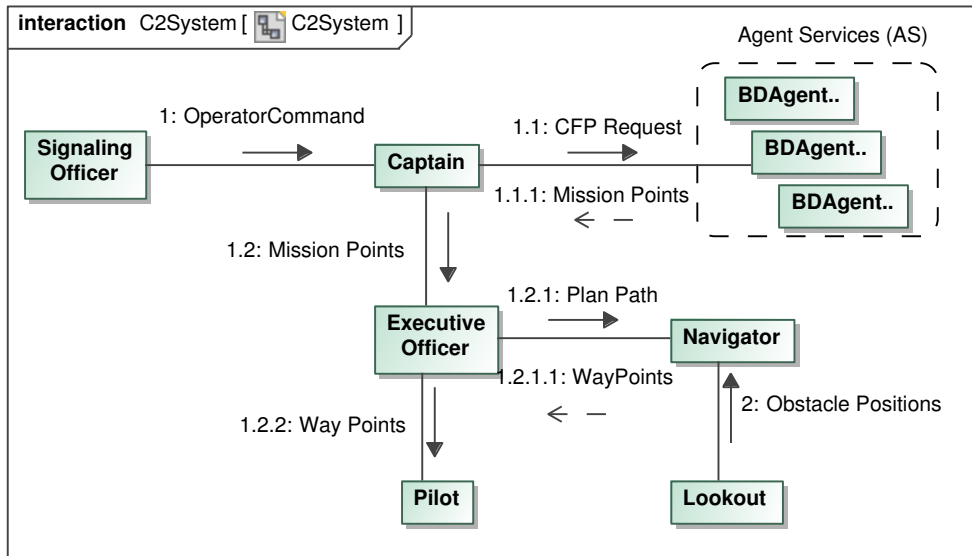 interaction C2System [ C2System ]
Agent Services (AS)
BDAgent..
1: OperatorCommand
1.1: CFP Request
Signaling
Officer
Captain
BDAgent..
1.1.1: Mission Points
BDAgent..
1.2: Mission Points
1.2.1: Plan Path
Executive
Officer
Navigator
1.2.1.1: WayPoints
2: Obstacle Positions
1.2.2: Way Points
Pilot
Lookout